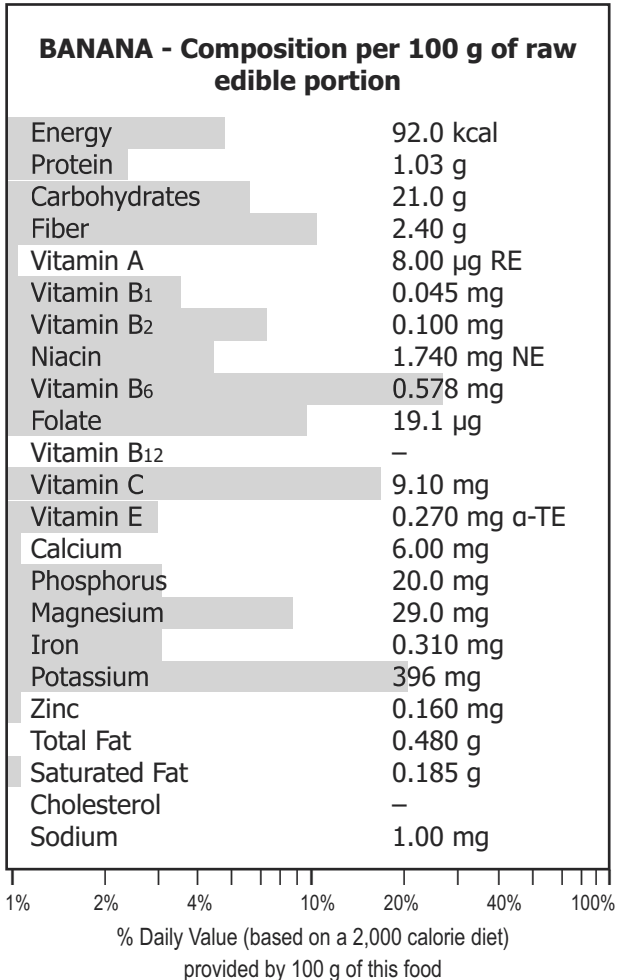 BANANA - Composition per 100 g of raw
edible portion
Energy 92.0 kcal
Protein 1.03 g
Carbohydrates 21.0 g
Fiber 2.40 g
Vitamin A 8.00 µg RE
Vitamin B1 0.045 mg
Vitamin B2 0.100 mg
Niacin 1.740 mg NE
Vitamin B6 0.578 mg
Folate 19.1 µg
Vitamin B12 –
Vitamin C 9.10 mg
Vitamin E 0.270 mg α-TE
Calcium 6.00 mg
Phosphorus 20.0 mg
Magnesium 29.0 mg
Iron 0.310 mg
Potassium 396 mg
Zinc 0.160 mg
Total Fat 0.480 g
Saturated Fat 0.185 g
Cholesterol –
Sodium 1.00 mg
1% 2% 4% 10% 20% 40% 100%
% Daily Value (based on a 2,000 calorie diet)
provided by 100 g of this food